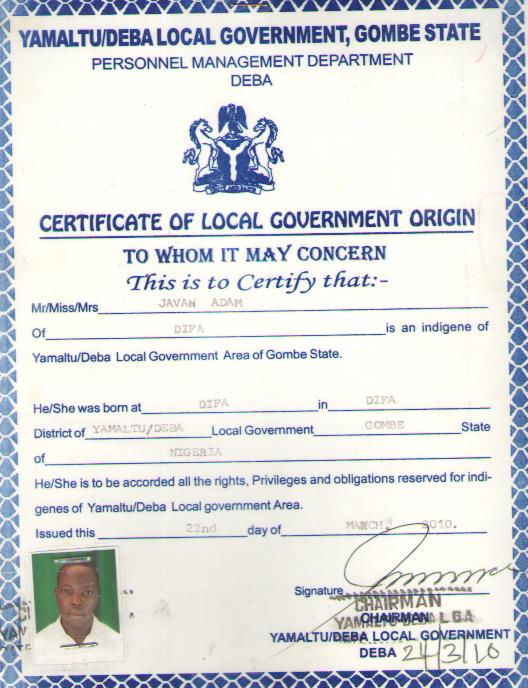 YAMALTU/DEBA LOCAL GOVERNMENT, GOMBE STATE
PERSONNEL MANAGEMENT DEPARTMENT
DEBA
CERTIFICATE OF LOCAL GOVERNMENT ORIGIN
TO WHOM IT MAY CONCERN
This is to Certify that:-
Mr/Miss/Mrs JAVAN ADAM
Of DIFA is an indigene of
Yamaltu/Deba Local Government Area of Gombe State.
He/She was born at DIFA in DIFA
District of YAMALTU/DEBA Local Government GOMBE State
of NIGERIA
He/She is to be accorded all the rights, Privileges and obligations reserved for indi-
genes of Yamaltu/Deba Local government Area.
Issued this 22nd day of MARCH, 2010.
Signature
CHAIRMAN
YAMALTU DEBA LGA
CHAIRMAN
YAMALTU/DEBA LOCAL GOVERNMENT
DEBA 24/3/10